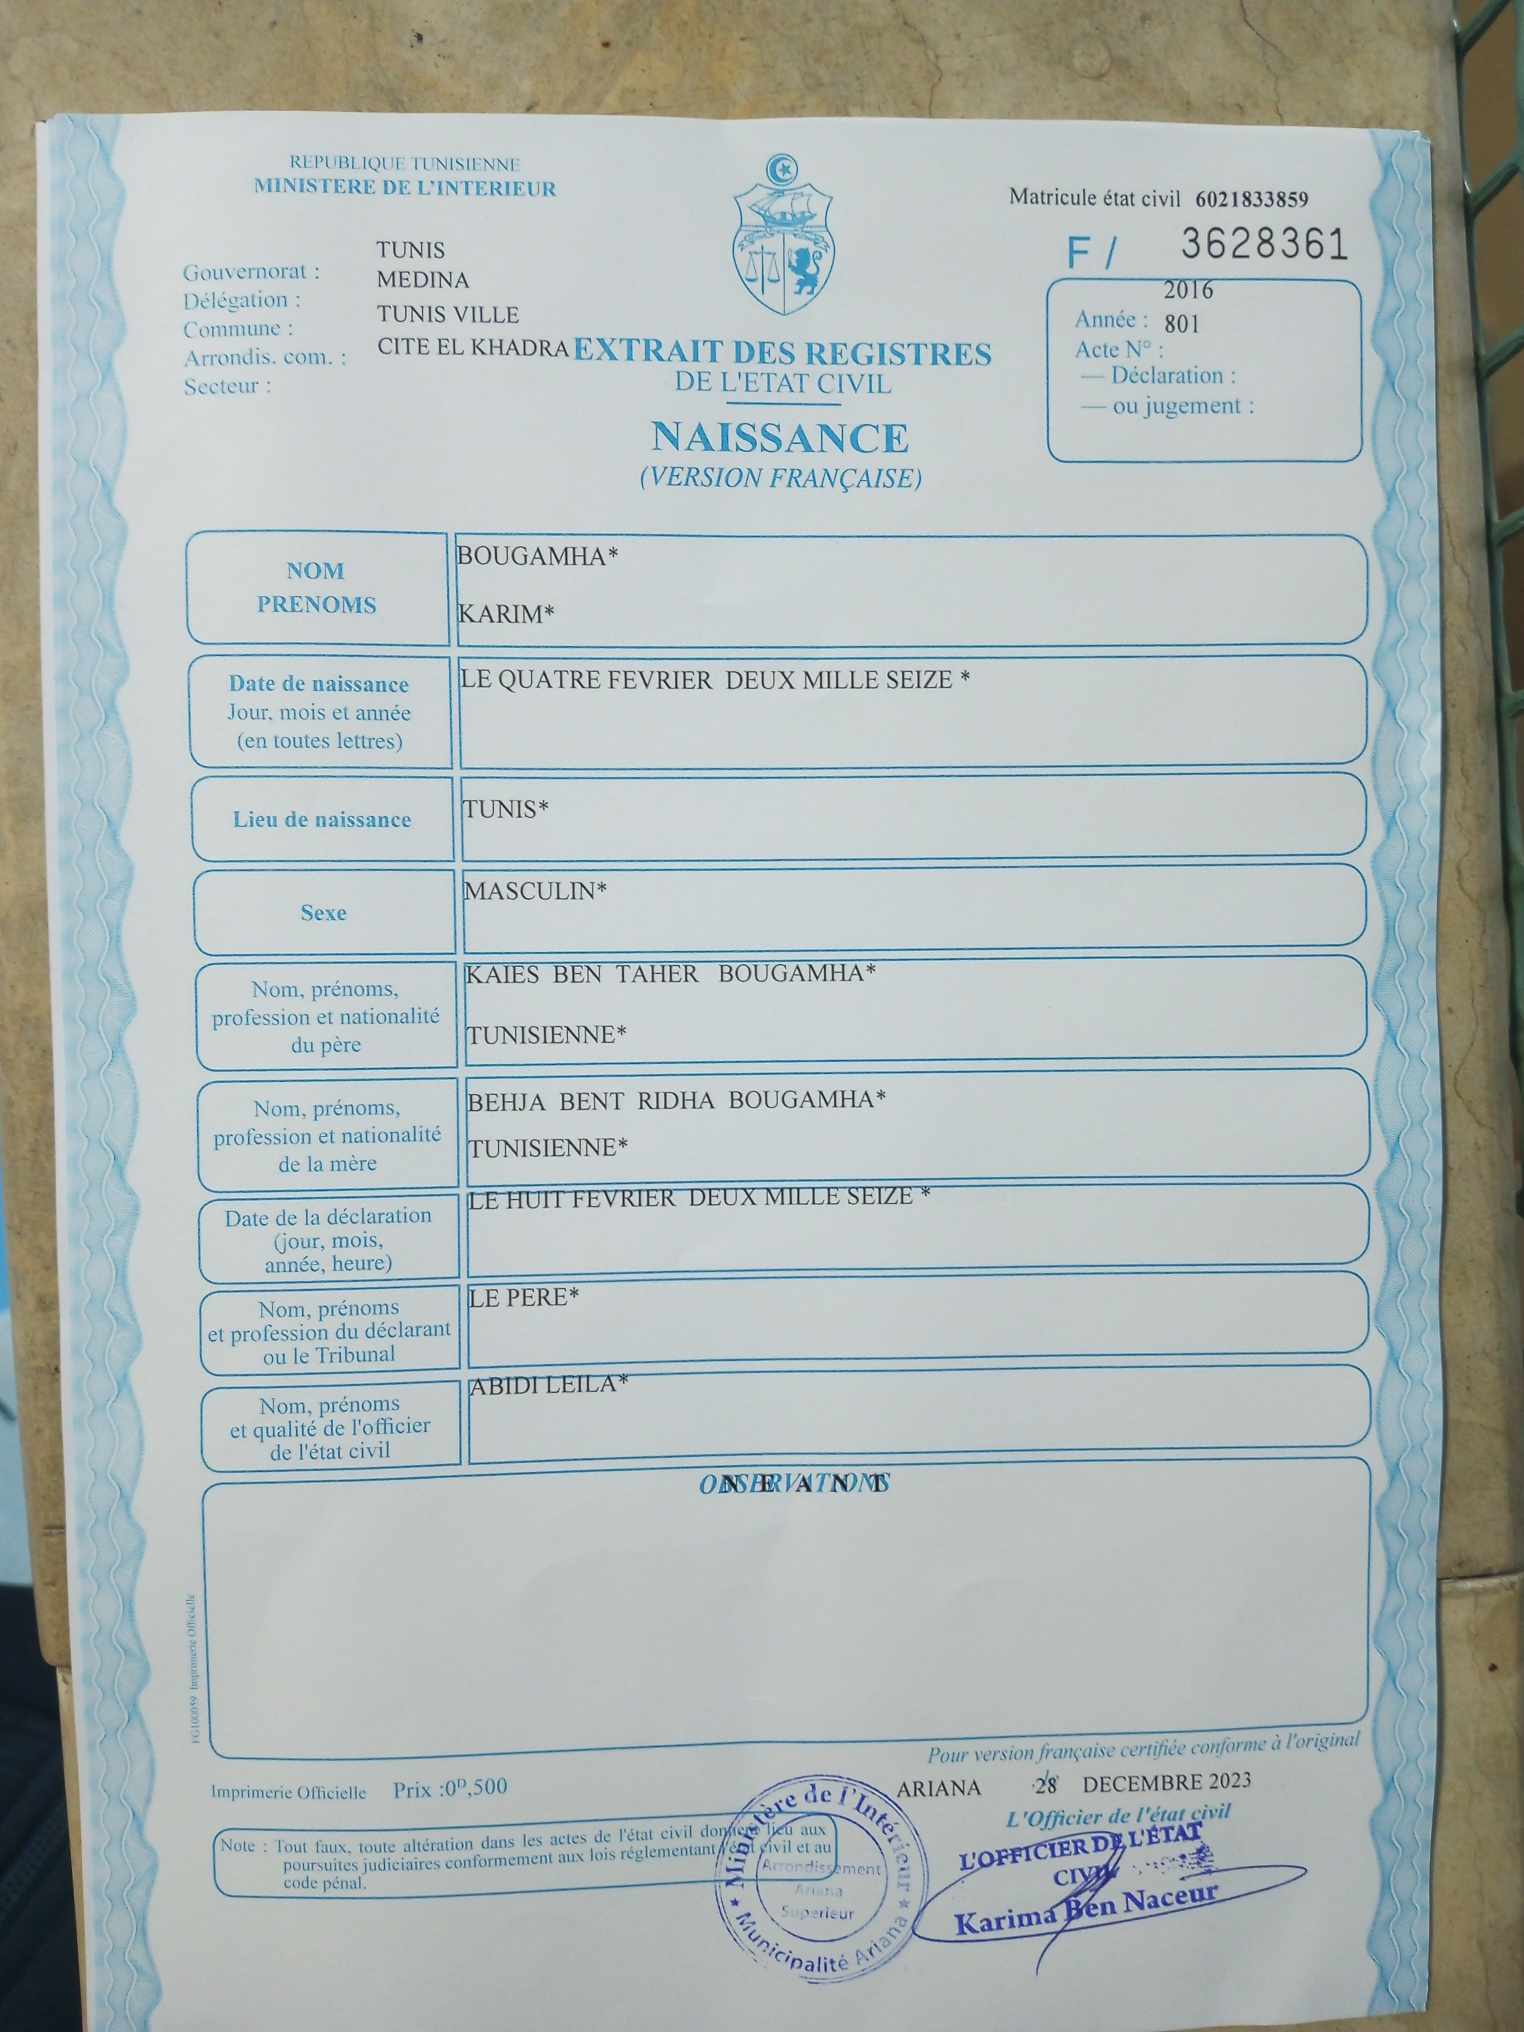 REPUBLIQUE TUNISIENNE
MINISTERE DE L'INTERIEUR
Matricule état civil 6021833859
F / 3628361
TUNIS
Gouvernorat :
MEDINA
Délégation :
TUNIS VILLE
Commune :
CITE EL KHADRA
Arrondis. com. :
Secteur :
2016
Année : 801
Acte N° :
— Déclaration :
— ou jugement :
EXTRAIT DES REGISTRES
DE L'ETAT CIVIL
NAISSANCE
(VERSION FRANÇAISE)
NOM
PRENOMS
BOUGAMHA*
KARIM*
Date de naissance
Jour, mois et année
(en toutes lettres)
LE QUATRE FEVRIER DEUX MILLE SEIZE *
Lieu de naissance
TUNIS*
Sexe
MASCULIN*
Nom, prénoms,
profession et nationalité
du père
KAIES BEN TAHER BOUGAMHA*
TUNISIENNE*
Nom, prénoms,
profession et nationalité
de la mère
BEHJA BENT RIDHA BOUGAMHA*
TUNISIENNE*
Date de la déclaration
(jour, mois,
année, heure)
LE HUIT FEVRIER DEUX MILLE SEIZE *
Nom, prénoms
et profession du déclarant
ou le Tribunal
LE PERE*
Nom, prénoms
et qualité de l'officier
de l'état civil
ABIDI LEILA*
OBSERVATIONS
N E A N T
FG100059 Imprimerie Officielle
Pour version française certifiée conforme à l'original
Imprimerie Officielle Prix :0ᴰ,500
ARIANA 28 DECEMBRE 2023
L'Officier de l'état civil
Note : Tout faux, toute altération dans les actes de l'état civil donnent lieu aux
poursuites judiciaires conformement aux lois réglementant l'état civil et au
code pénal.
Ministère de l'Intérieur
Arrondissement
Ariana
Superieur
Municipalité Ariana
L'OFFICIER DE L'ÉTAT
CIVIL
Karima Ben Naceur